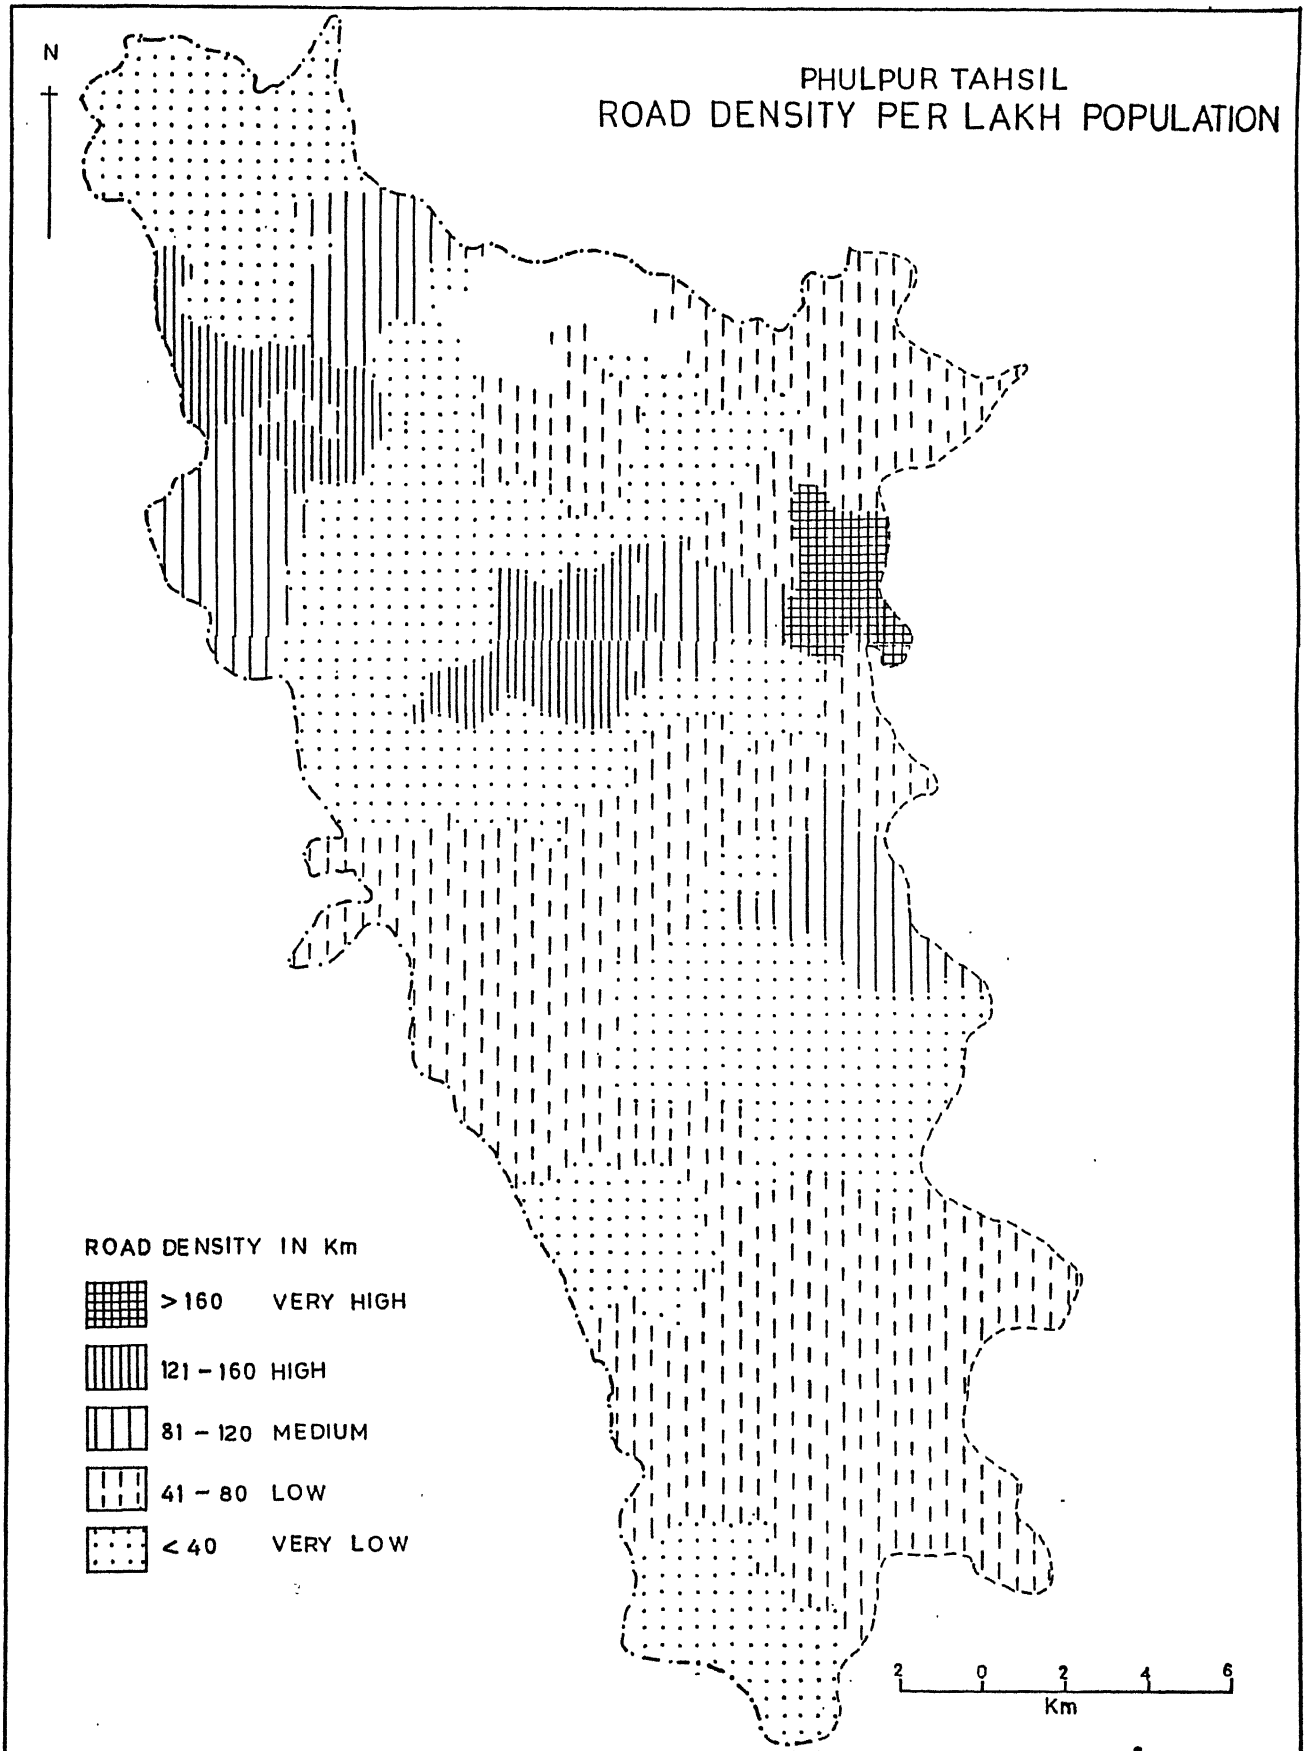 N
PHULPUR TAHSIL
ROAD DENSITY PER LAKH POPULATION
ROAD DENSITY IN Km
>160 VERY HIGH
121-160 HIGH
81-120 MEDIUM
41-80 LOW
<40 VERY LOW
2 0 2 4 6
Km